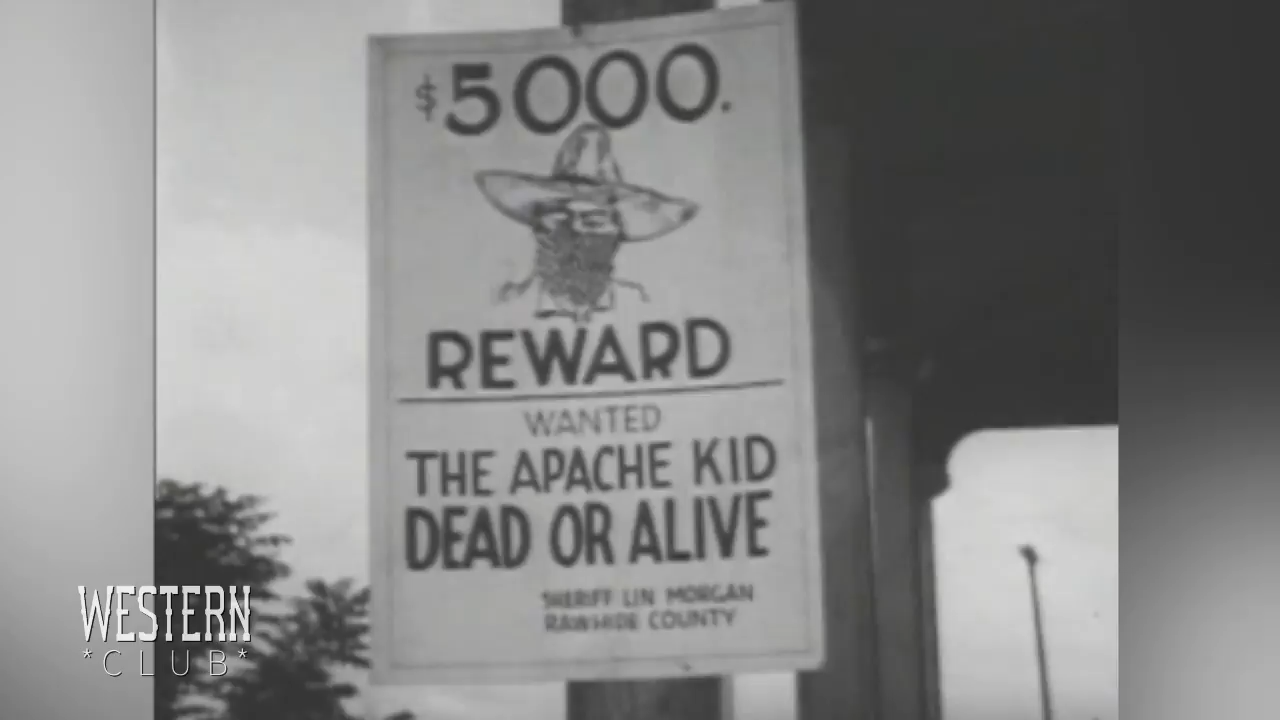 $5000.
REWARD
WANTED
THE APACHE KID
DEAD OR ALIVE
SHERIFF LIN MORGAN
RAWHIDE COUNTY
WESTERN
*CLUB*